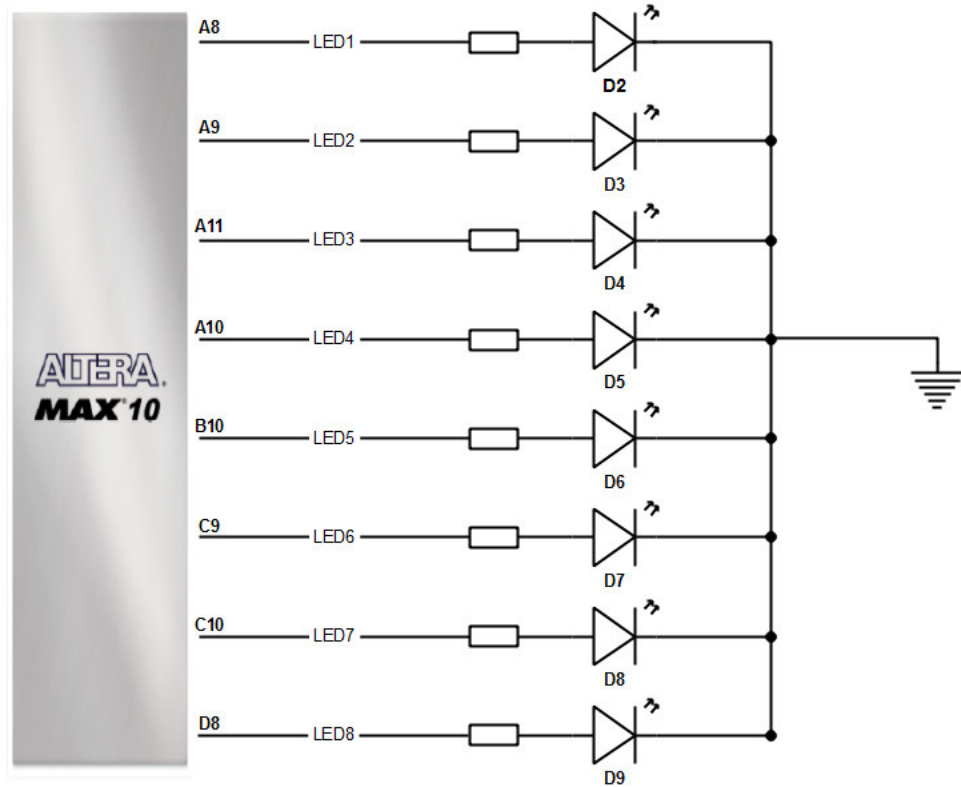 A8 LED1
D2
A9 LED2
D3
A11 LED3
D4
A10 LED4
D5
ALTERA.
MAX® 10
B10 LED5
D6
C9 LED6
D7
C10 LED7
D8
D8 LED8
D9